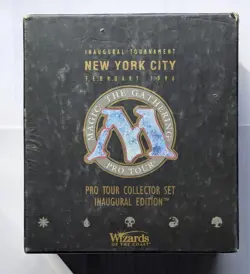 INAUGURAL TOURNAMENT
NEW YORK CITY
FEBRUARY 1996
MAGIC THE GATHERING
M
PRO TOUR
PRO TOUR COLLECTOR SET
INAUGURAL EDITION™
Wizards
OF THE COAST